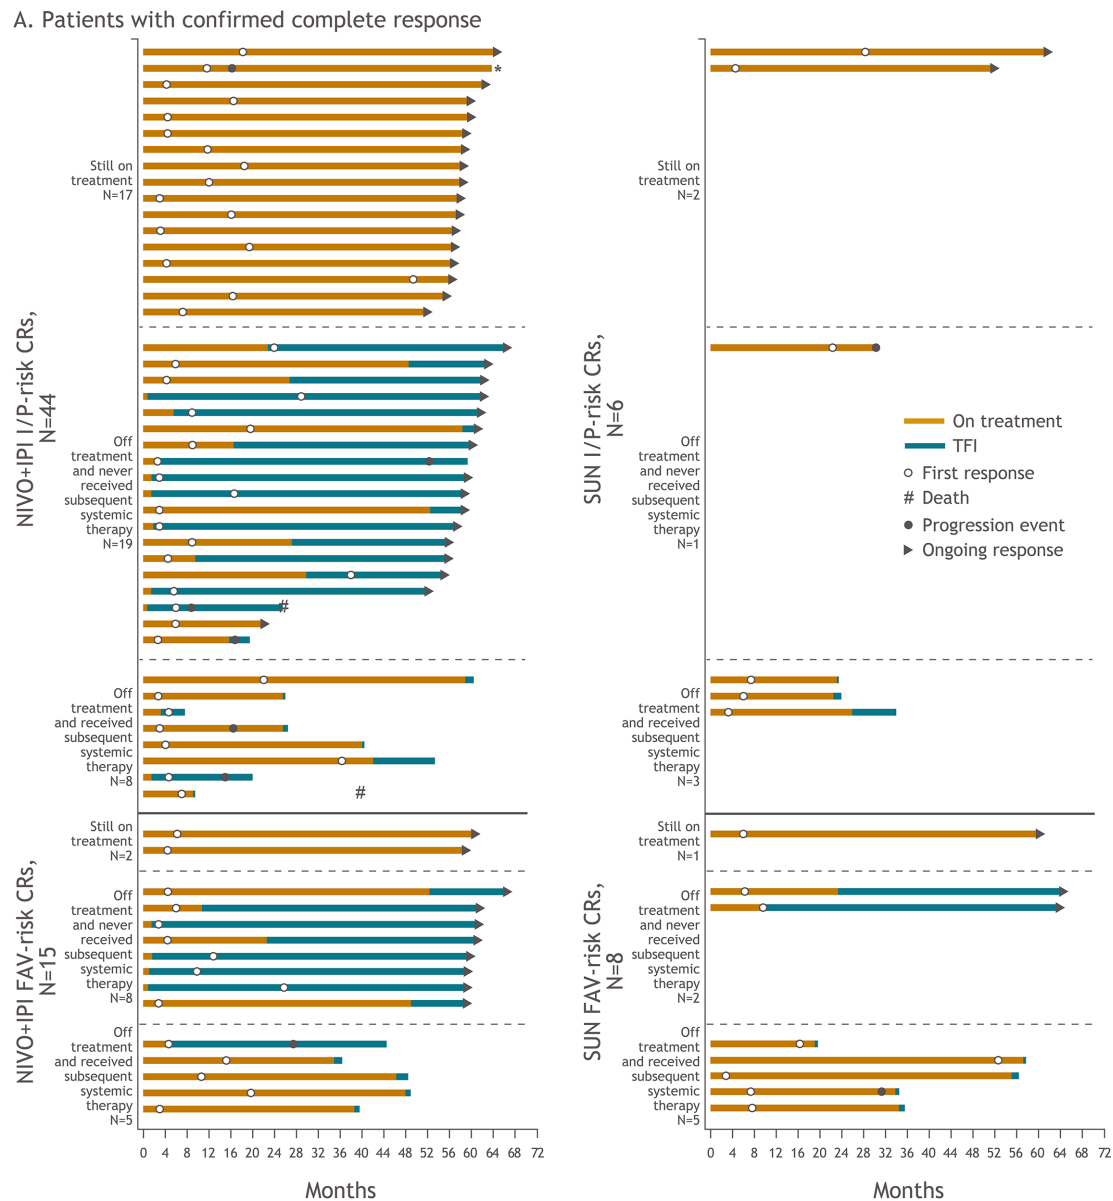 A. Patients with confirmed complete response
NIVO+IPI I/P-risk CRs,
N=44
Still on
treatment
N=17
*
Off
treatment
and never
received
subsequent
systemic
therapy
N=19
#
Off
treatment
and received
subsequent
systemic
therapy
N=8
#
NIVO+IPI FAV-risk CRs,
N=15
Still on
treatment
N=2
Off
treatment
and never
received
subsequent
systemic
therapy
N=8
Off
treatment
and received
subsequent
systemic
therapy
N=5
0 4 8 12 16 20 24 28 32 36 40 44 48 52 56 60 64 68 72
Months
SUN I/P-risk CRs,
N=6
Still on
treatment
N=2
Off
treatment
and never
received
subsequent
systemic
therapy
N=1
On treatment
TFI
First response
# Death
Progression event
Ongoing response
Off
treatment
and received
subsequent
systemic
therapy
N=3
SUN FAV-risk CRs,
N=8
Still on
treatment
N=1
Off
treatment
and never
received
subsequent
systemic
therapy
N=2
Off
treatment
and received
subsequent
systemic
therapy
N=5
0 4 8 12 16 20 24 28 32 36 40 44 48 52 56 60 64 68 72
Months